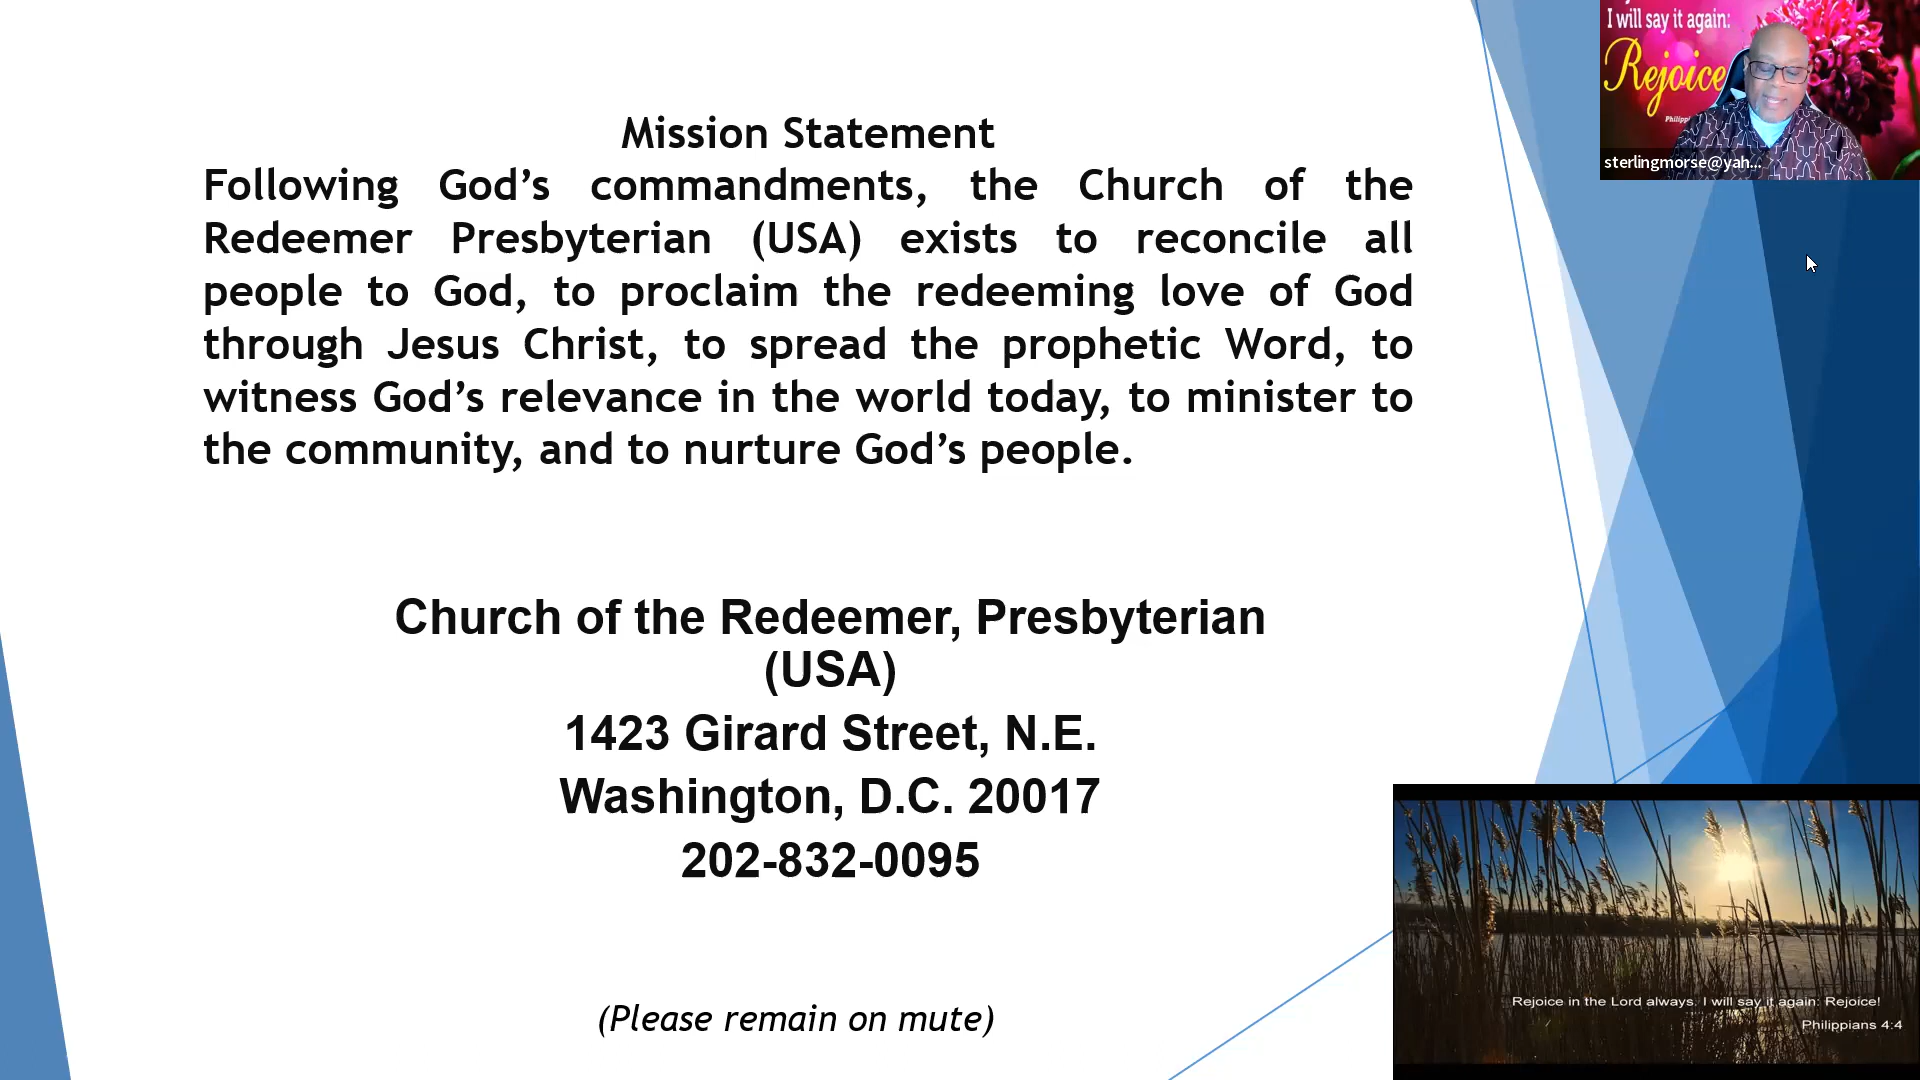 Mission Statement
Following God’s commandments, the Church of the
Redeemer Presbyterian (USA) exists to reconcile all
people to God, to proclaim the redeeming love of God
through Jesus Christ, to spread the prophetic Word, to
witness God’s relevance in the world today, to minister to
the community, and to nurture God’s people.
Church of the Redeemer, Presbyterian
(USA)
1423 Girard Street, N.E.
Washington, D.C. 20017
202-832-0095
(Please remain on mute)
I will say it again:
Rejoice
sterlingmorse@yah...
Rejoice in the Lord always. I will say it again: Rejoice!
Philippians 4:4